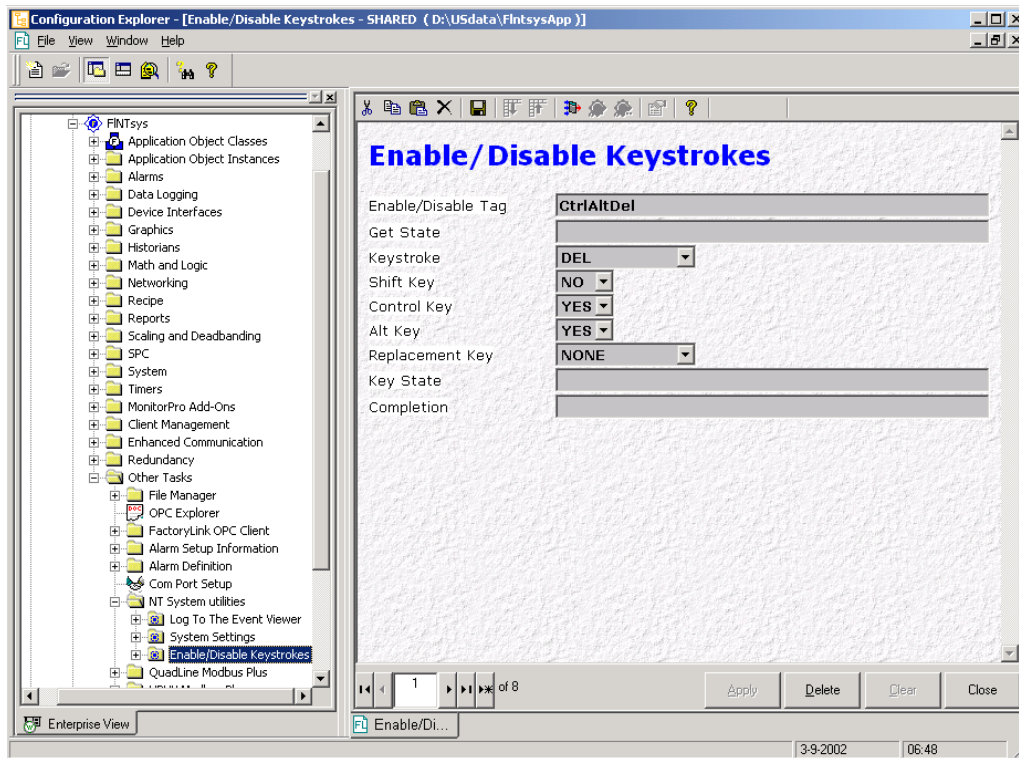 Configuration Explorer - [Enable/Disable Keystrokes - SHARED ( D:\USdata\FlntsysApp )]
File View Window Help
FlNTsys
Application Object Classes
Application Object Instances
Alarms
Data Logging
Device Interfaces
Graphics
Historians
Math and Logic
Networking
Recipe
Reports
Scaling and Deadbanding
SPC
System
Timers
MonitorPro Add-Ons
Client Management
Enhanced Communication
Redundancy
Other Tasks
File Manager
OPC Explorer
FactoryLink OPC Client
Alarm Setup Information
Alarm Definition
Com Port Setup
NT System utilities
Log To The Event Viewer
System Settings
Enable/Disable Keystrokes
QuadLine Modbus Plus
Enterprise View
Enable/Disable Keystrokes
Enable/Disable Tag CtrlAltDel
Get State
Keystroke DEL
Shift Key NO
Control Key YES
Alt Key YES
Replacement Key NONE
Key State
Completion
1 of 8
Apply Delete Clear Close
FL Enable/Di...
3-9-2002 06:48